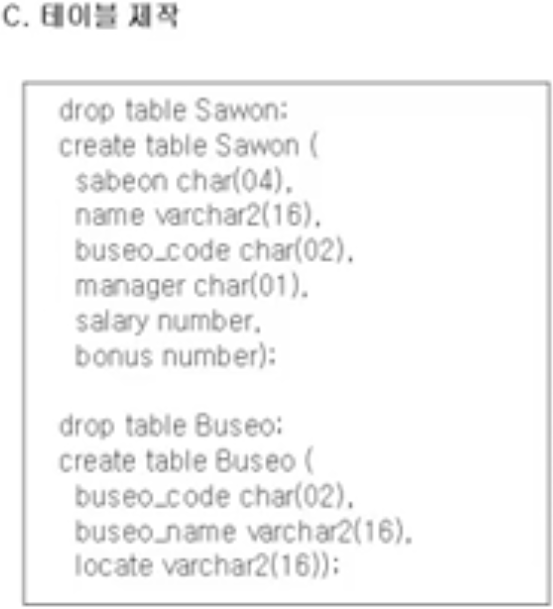 C. 테이블 제작
drop table Sawon;
create table Sawon (
sabeon char(04),
name varchar2(16),
buseo_code char(02),
manager char(01),
salary number,
bonus number);
drop table Buseo;
create table Buseo (
buseo_code char(02),
buseo_name varchar2(16),
locate varchar2(16));